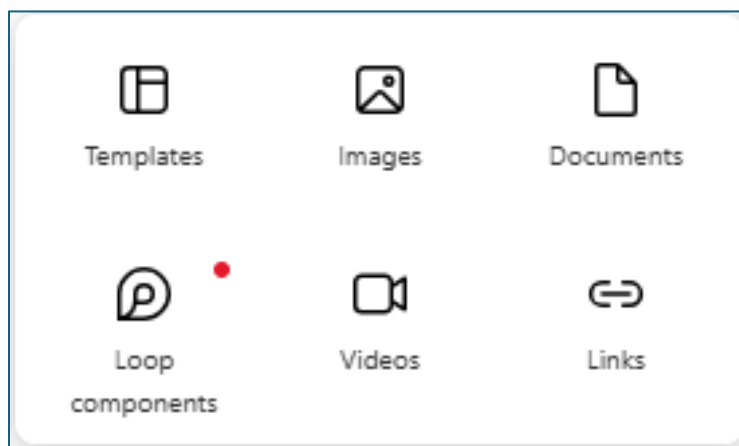 Templates
Images
Documents
Loop
components
Videos
Links